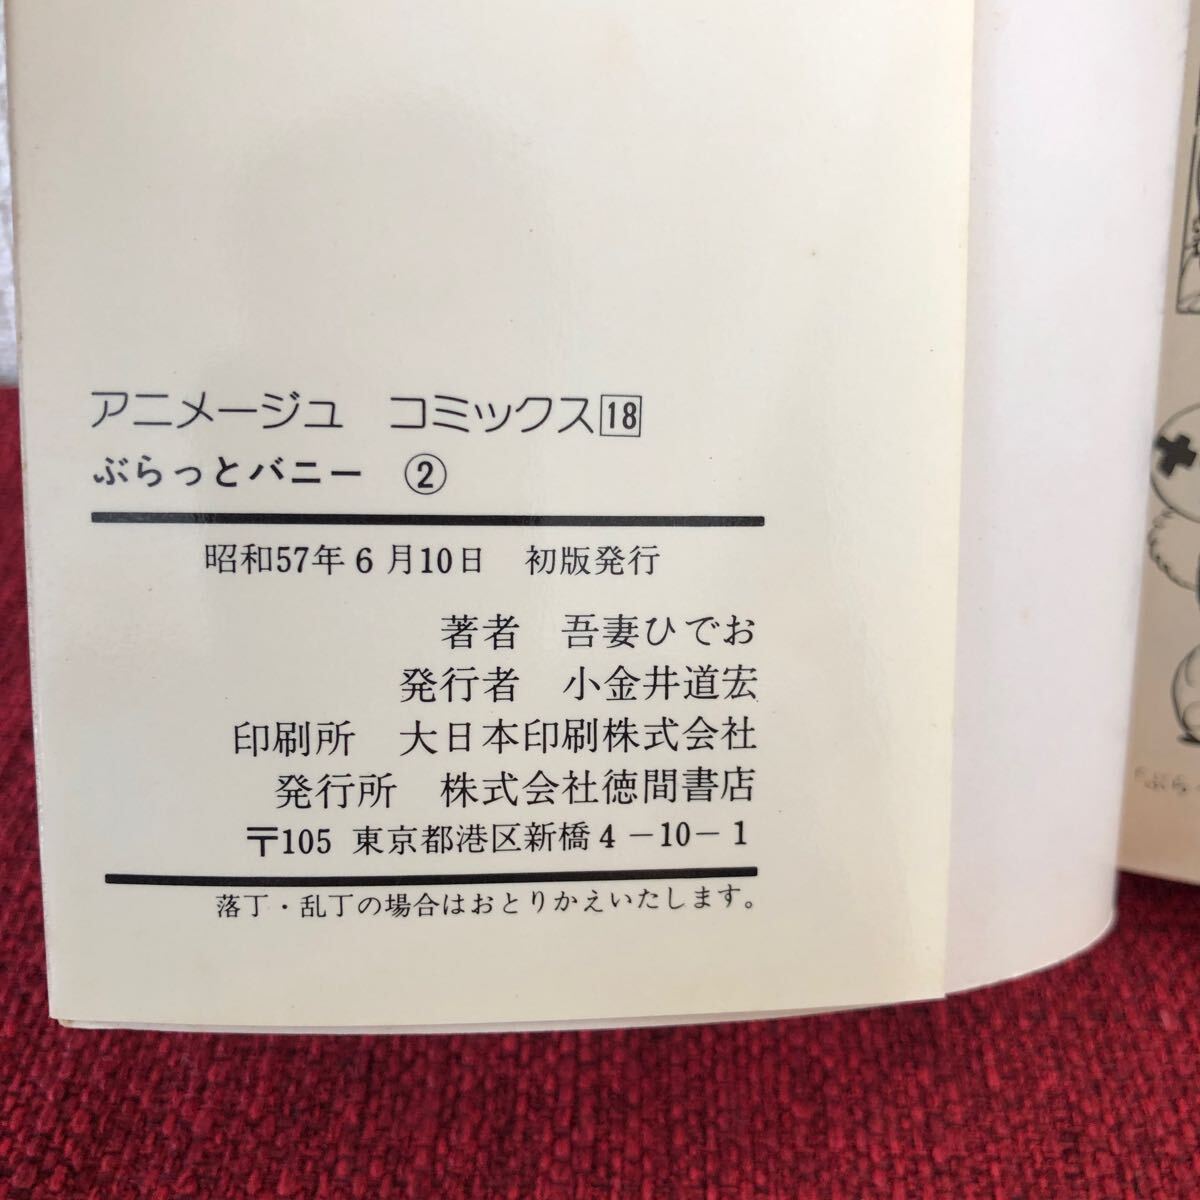 アニメージュ コミックス18
ぶらっとバニー ②
昭和57年6月10日 初版発行
著者 吾妻ひでお
発行者 小金井道宏
印刷所 大日本印刷株式会社
発行所 株式会社徳間書店
〒105 東京都港区新橋4-10-1
落丁・乱丁の場合はおとりかえいたします。